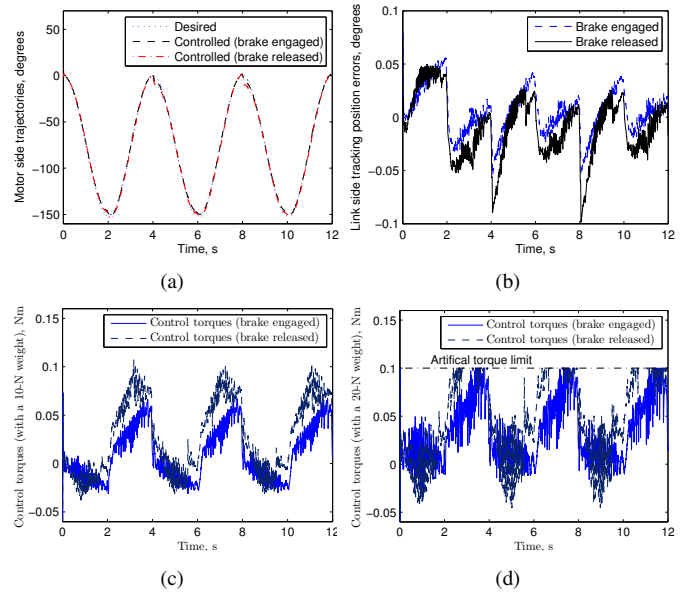 Motor side trajectories, degrees
50
0
−50
−100
−150
Desired
Controlled (brake engaged)
Controlled (brake released)
0 2 4 6 8 10 12
Time, s
(a)
Link side tracking position errors, degrees
0.1
0.05
0
−0.05
−0.1
Brake engaged
Brake released
0 2 4 6 8 10 12
Time, s
(b)
Control torques (with a 10-N weight), Nm
0.15
0.1
0.05
0
−0.05
Control torques (brake engaged)
Control torques (brake released)
0 2 4 6 8 10 12
Time, s
(c)
Control torques (with a 20-N weight), Nm
0.15
0.1
0.05
0
−0.05
Control torques (brake engaged)
Control torques (brake released)
Artifical torque limit
0 2 4 6 8 10 12
Time, s
(d)